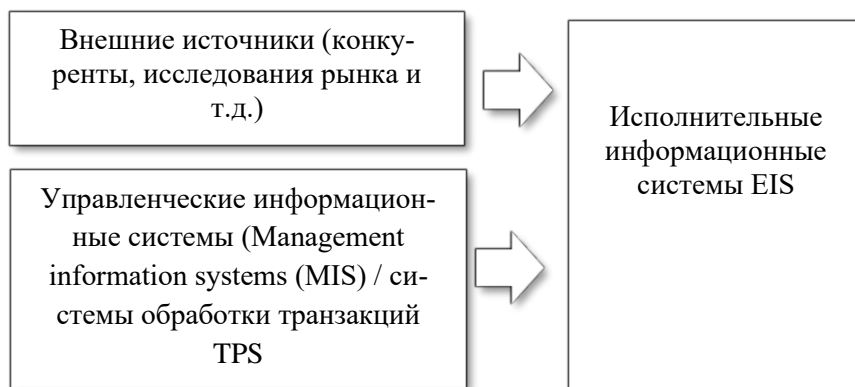 Внешние источники (конку-
ренты, исследования рынка и
т.д.)
Управленческие информацион-
ные системы (Management
information systems (MIS) / си-
стемы обработки транзакций
TPS
Исполнительные
информационные
системы EIS